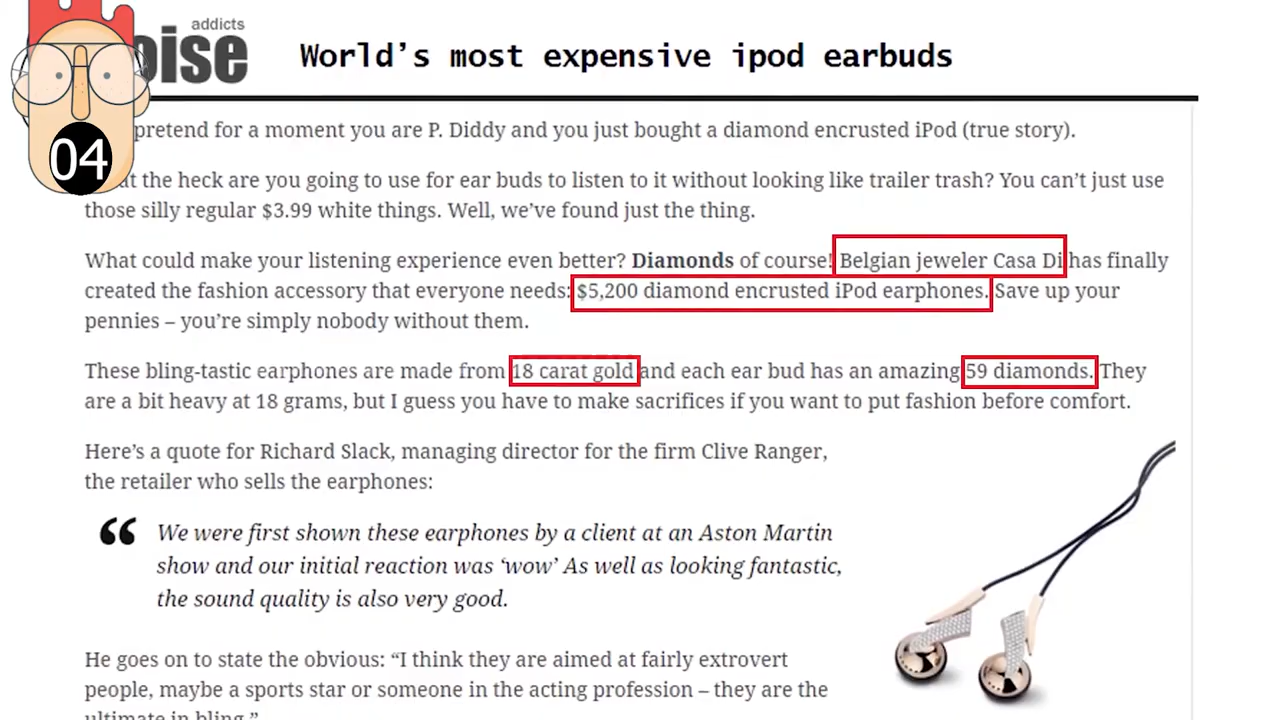 addicts
oise
World's most expensive ipod earbuds
04
pretend for a moment you are P. Diddy and you just bought a diamond encrusted iPod (true story).
at the heck are you going to use for ear buds to listen to it without looking like trailer trash? You can't just use
those silly regular $3.99 white things. Well, we've found just the thing.
What could make your listening experience even better? Diamonds of course! Belgian jeweler Casa Di has finally
created the fashion accessory that everyone needs: $5,200 diamond encrusted iPod earphones. Save up your
pennies – you're simply nobody without them.
These bling-tastic earphones are made from 18 carat gold and each ear bud has an amazing 59 diamonds. They
are a bit heavy at 18 grams, but I guess you have to make sacrifices if you want to put fashion before comfort.
Here's a quote for Richard Slack, managing director for the firm Clive Ranger,
the retailer who sells the earphones:
“ We were first shown these earphones by a client at an Aston Martin
show and our initial reaction was ‘wow’ As well as looking fantastic,
the sound quality is also very good.
He goes on to state the obvious: “I think they are aimed at fairly extrovert
people, maybe a sports star or someone in the acting profession – they are the
ultimate in bling.”